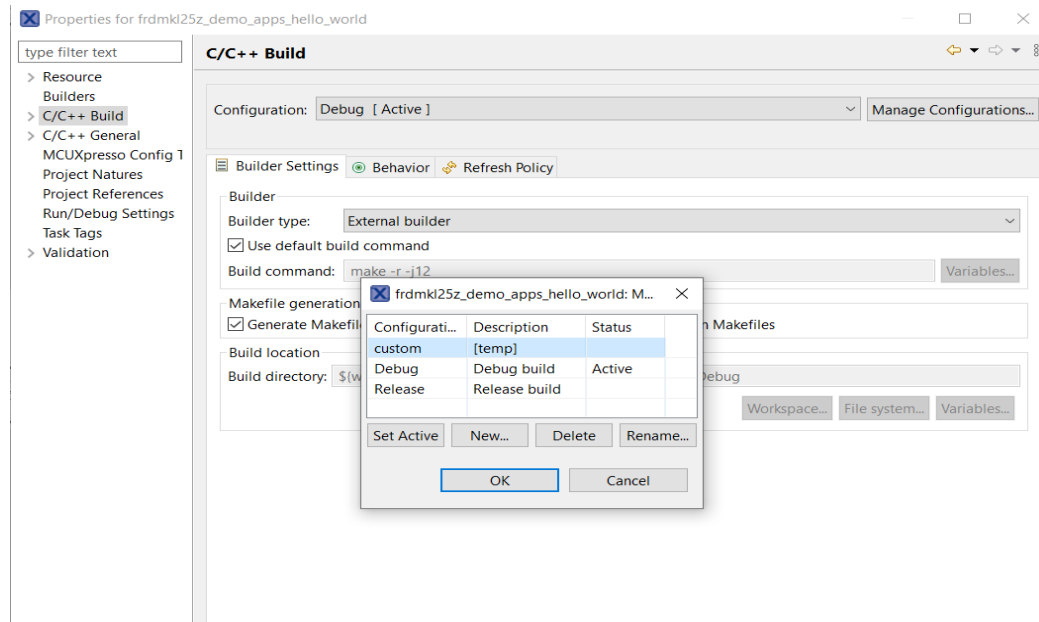 Properties for frdmkl25z_demo_apps_hello_world
type filter text
C/C++ Build
Resource
Builders
C/C++ Build
C/C++ General
MCUXpresso Config T
Project Natures
Project References
Run/Debug Settings
Task Tags
Validation
Configuration: Debug [ Active ] Manage Configurations...
Builder Settings Behavior Refresh Policy
Builder
Builder type: External builder
Use default build command
Build command: make -r -j12 Variables...
Makefile generation
Generate Makefil n Makefiles
Build location
Build directory: ${w Debug
Workspace... File system... Variables...
frdmkl25z_demo_apps_hello_world: M...
Configurati... Description Status
custom [temp]
Debug Debug build Active
Release Release build
Set Active New... Delete Rename...
OK Cancel